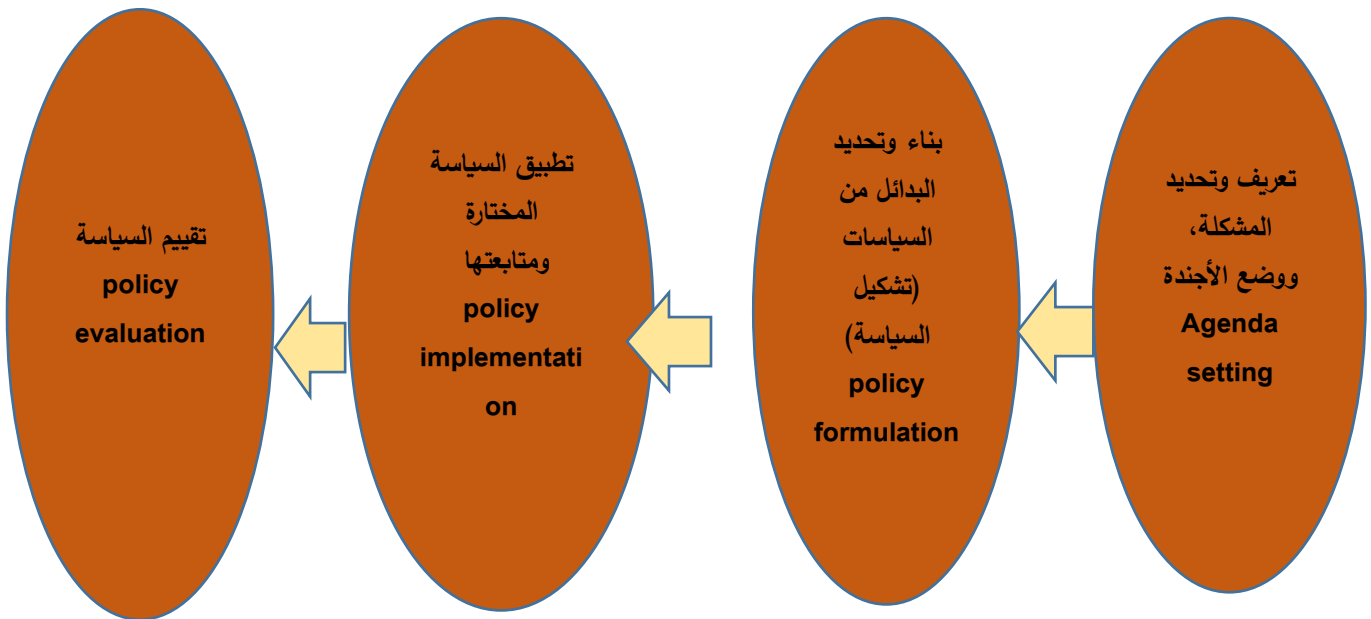 تعريف وتحديد
المشكلة،
ووضع الأجندة
Agenda
setting
بناء وتحديد
البدائل من
السياسات
(تشكيل
السياسة)
policy
formulation
تطبيق السياسة
المختارة
ومتابعتها
policy
implementati
on
تقييم السياسة
policy
evaluation